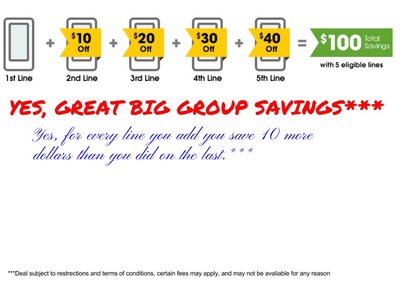 $10 Off + $20 Off + $30 Off + $40 Off = $100 Total Savings
1st Line 2nd Line 3rd Line 4th Line 5th Line with 5 eligible lines
YES, GREAT BIG GROUP SAVINGS***
Yes, for every line you add you save 10 more
dollars than you did on the last.***
***Deal subject to restrections and terms of conditions, certain fees may apply, and may not be avaliable for any reason